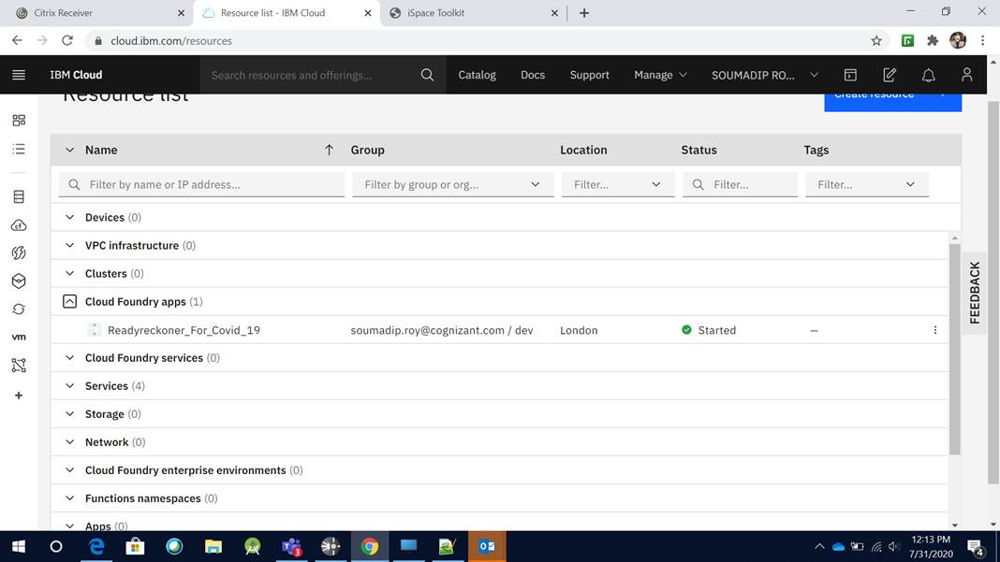 Citrix Receiver
Resource list - IBM Cloud
iSpace Toolkit
cloud.ibm.com/resources
IBM Cloud
Search resources and offerings...
Catalog
Docs
Support
Manage
SOUMADIP RO...
Resource list
Create resource
Name
Group
Location
Status
Tags
Filter by name or IP address...
Filter by group or org...
Filter...
Filter...
Filter...
Devices (0)
VPC infrastructure (0)
Clusters (0)
Cloud Foundry apps (1)
Readyreckoner_For_Covid_19 soumadip.roy@cognizant.com / dev London Started —
Cloud Foundry services (0)
Services (4)
Storage (0)
Network (0)
Cloud Foundry enterprise environments (0)
Functions namespaces (0)
Apps (0)
cf
vm
FEEDBACK
3
12:13 PM
7/31/2020
4